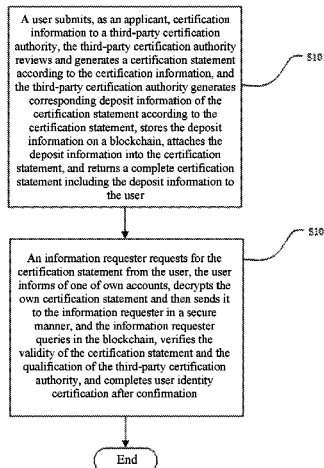 A user submits, as an applicant, certification
information to a third-party certification
authority, the third-party certification authority
reviews and generates a certification statement
according to the certification information, and
the third-party certification authority generates
corresponding deposit information of the
certification statement according to the
certification statement, stores the deposit
information on a blockchain, attaches the
deposit information into the certification
statement, and returns a complete certification
statement including the deposit information to
the user
S10
An information requester requests for the
certification statement from the user, the user
informs of one of own accounts, decrypts the
own certification statement and then sends it
to the information requester in a secure
manner, and the information requester
queries in the blockchain, verifies the
validity of the certification statement and the
qualification of the third-party certification
authority, and completes user identity
certification after confirmation
S10
End